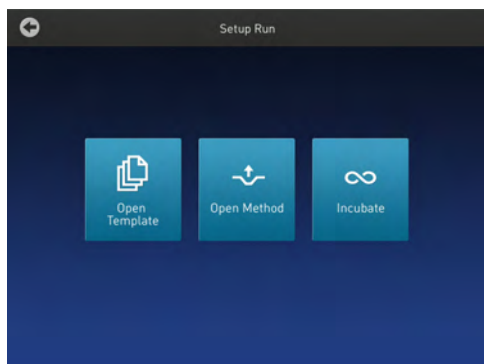 Setup Run
Open
Template
Open Method
Incubate